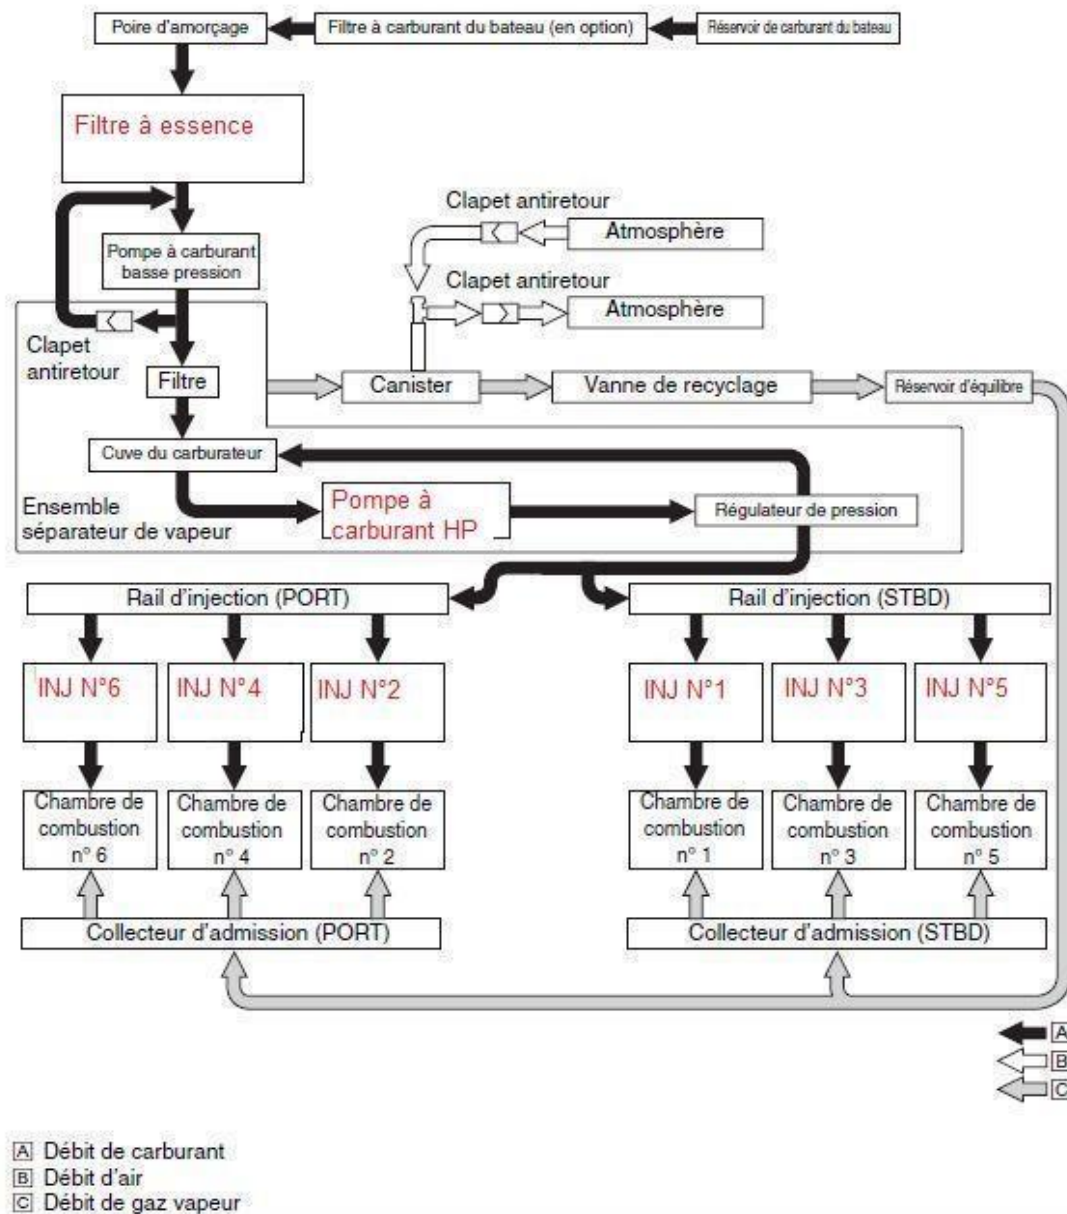 Poire d'amorçage
Filtre à carburant du bateau (en option)
Réservoir de carburant du bateau
Filtre à essence
Clapet antiretour
Atmosphère
Pompe à carburant
basse pression
Clapet antiretour
Atmosphère
Clapet
antiretour
Filtre
Canister
Vanne de recyclage
Réservoir d'équilibre
Cuve du carburateur
Ensemble
séparateur de vapeur
Pompe à
carburant HP
Régulateur de pression
Rail d'injection (PORT)
Rail d'injection (STBD)
INJ N°6
INJ N°4
INJ N°2
INJ N°1
INJ N°3
INJ N°5
Chambre de
combustion
n° 6
Chambre de
combustion
n° 4
Chambre de
combustion
n° 2
Chambre de
combustion
n° 1
Chambre de
combustion
n° 3
Chambre de
combustion
n° 5
Collecteur d'admission (PORT)
Collecteur d'admission (STBD)
A
B
C
A Débit de carburant
B Débit d'air
C Débit de gaz vapeur